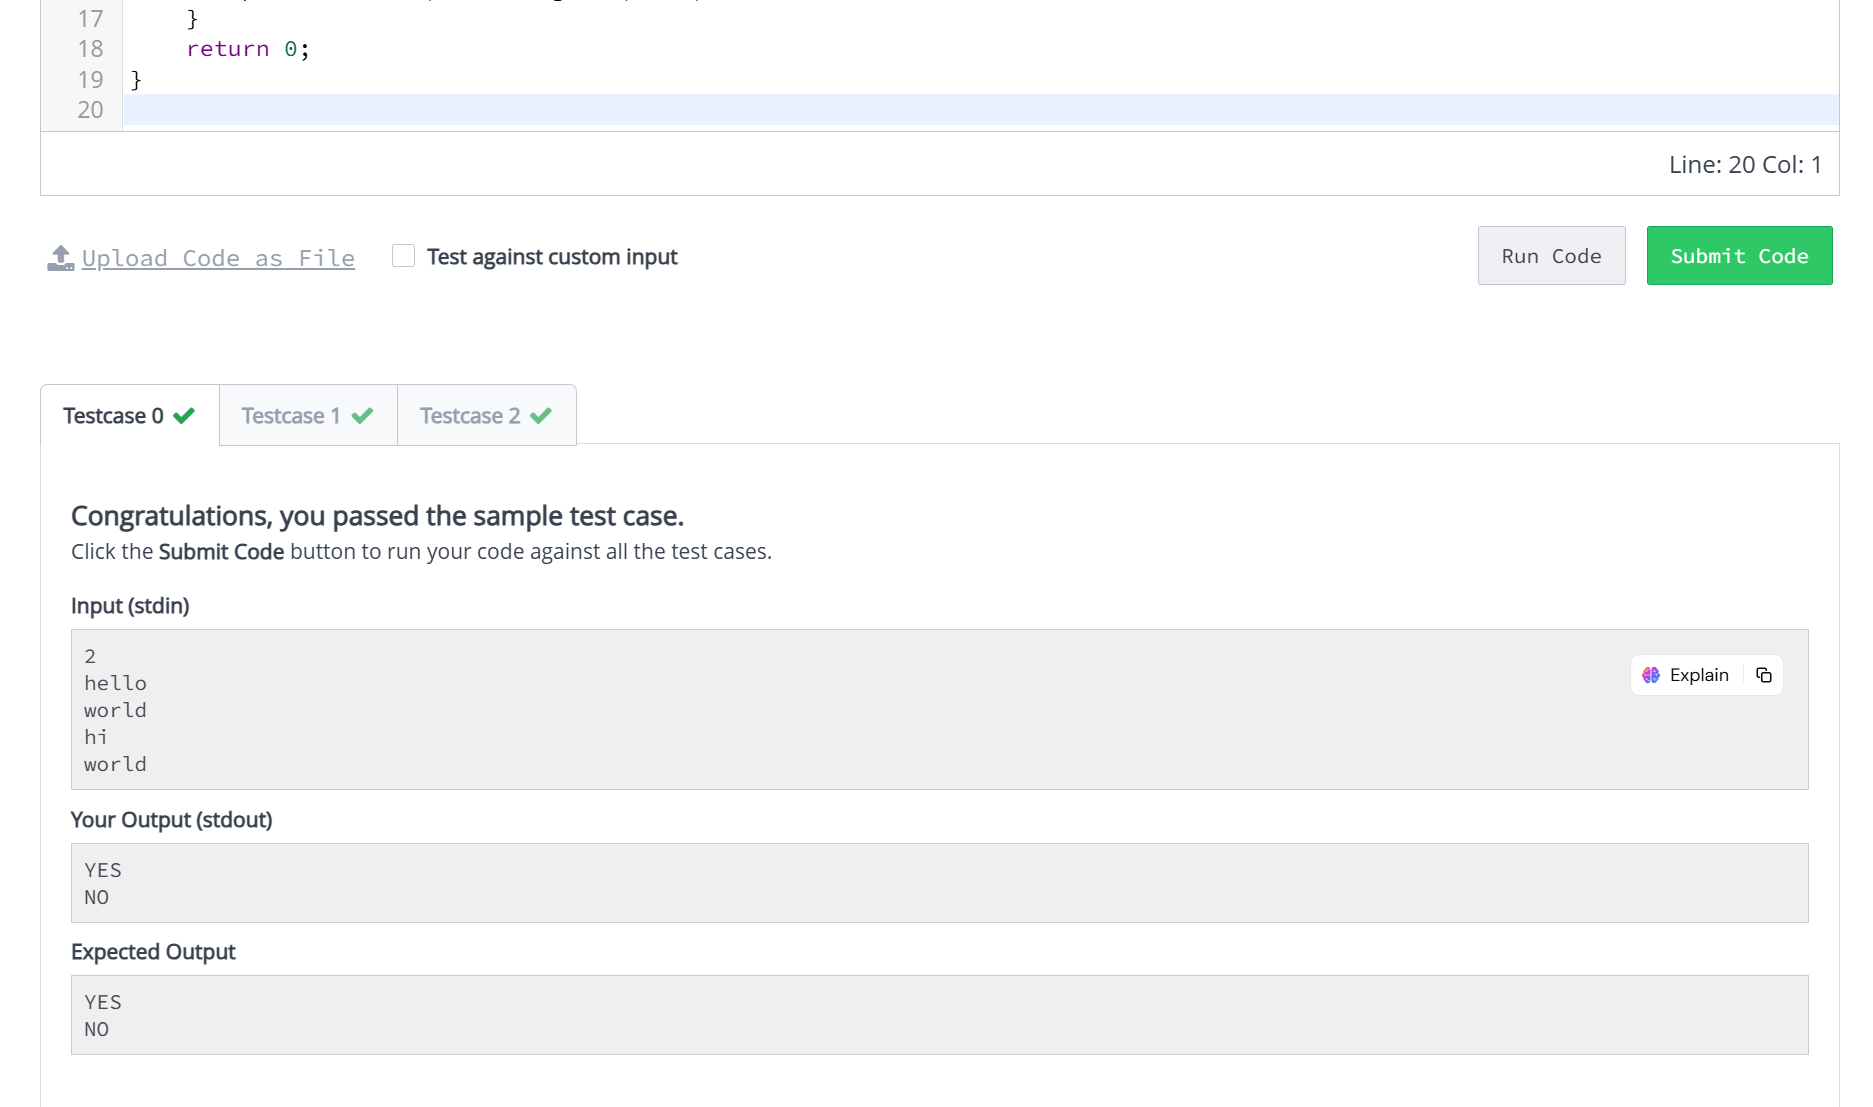 17 }
18 return 0;
19 }
20
Line: 20 Col: 1
Upload Code as File Test against custom input Run Code Submit Code
Testcase 0 Testcase 1 Testcase 2
Congratulations, you passed the sample test case.
Click the Submit Code button to run your code against all the test cases.
Input (stdin)
2
hello
world
hi
world
Explain
Your Output (stdout)
YES
NO
Expected Output
YES
NO